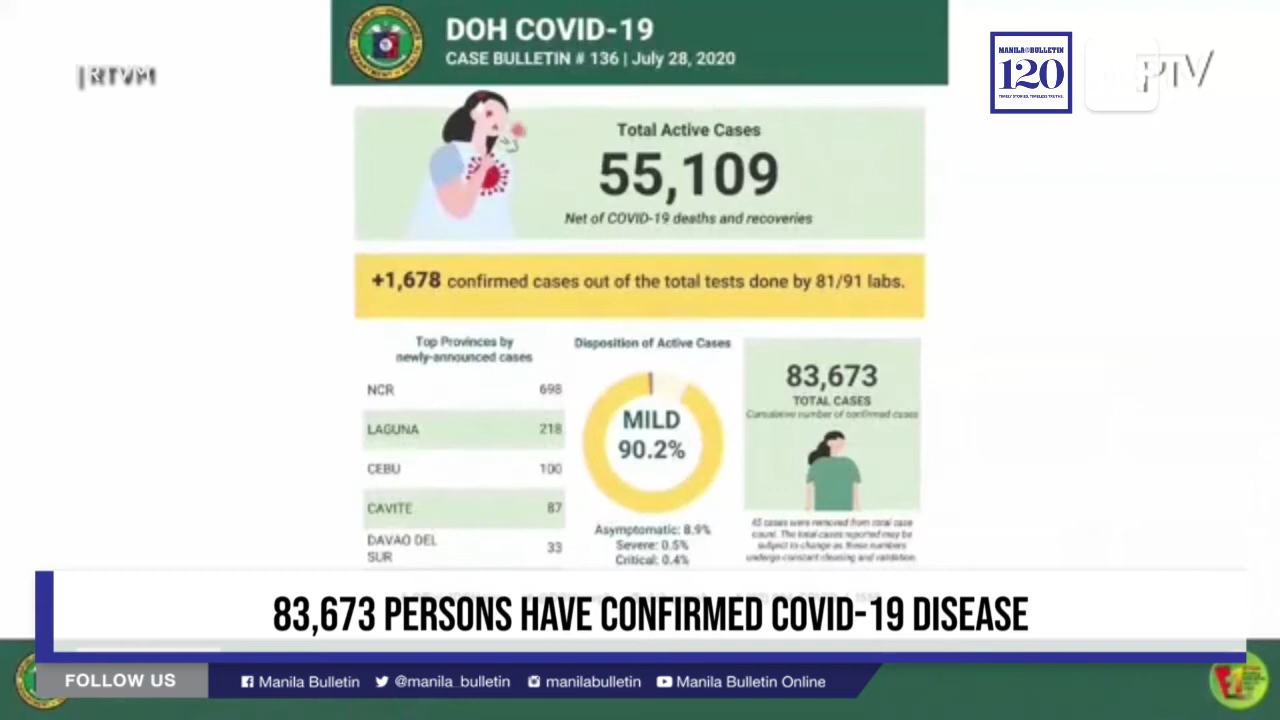 DOH COVID-19
CASE BULLETIN # 136 | July 28, 2020
RTVM
MANILA BULLETIN
120
PTV
Total Active Cases
55,109
Net of COVID-19 deaths and recoveries
+1,678 confirmed cases out of the total tests done by 81/91 labs.
Top Provinces by
newly-announced cases
NCR 698
LAGUNA 218
CEBU 100
CAVITE 87
DAVAO DEL
SUR 33
Disposition of Active Cases
MILD
90.2%
Asymptomatic: 8.9%
Severe: 0.5%
Critical: 0.4%
83,673
TOTAL CASES
Cumulative number of confirmed cases
45 cases were removed from total case
count. The total cases reported may be
subject to change as these numbers
undergo constant cleaning and validation.
83,673 PERSONS HAVE CONFIRMED COVID-19 DISEASE
FOLLOW US
Manila Bulletin @manila_bulletin manilabulletin Manila Bulletin Online